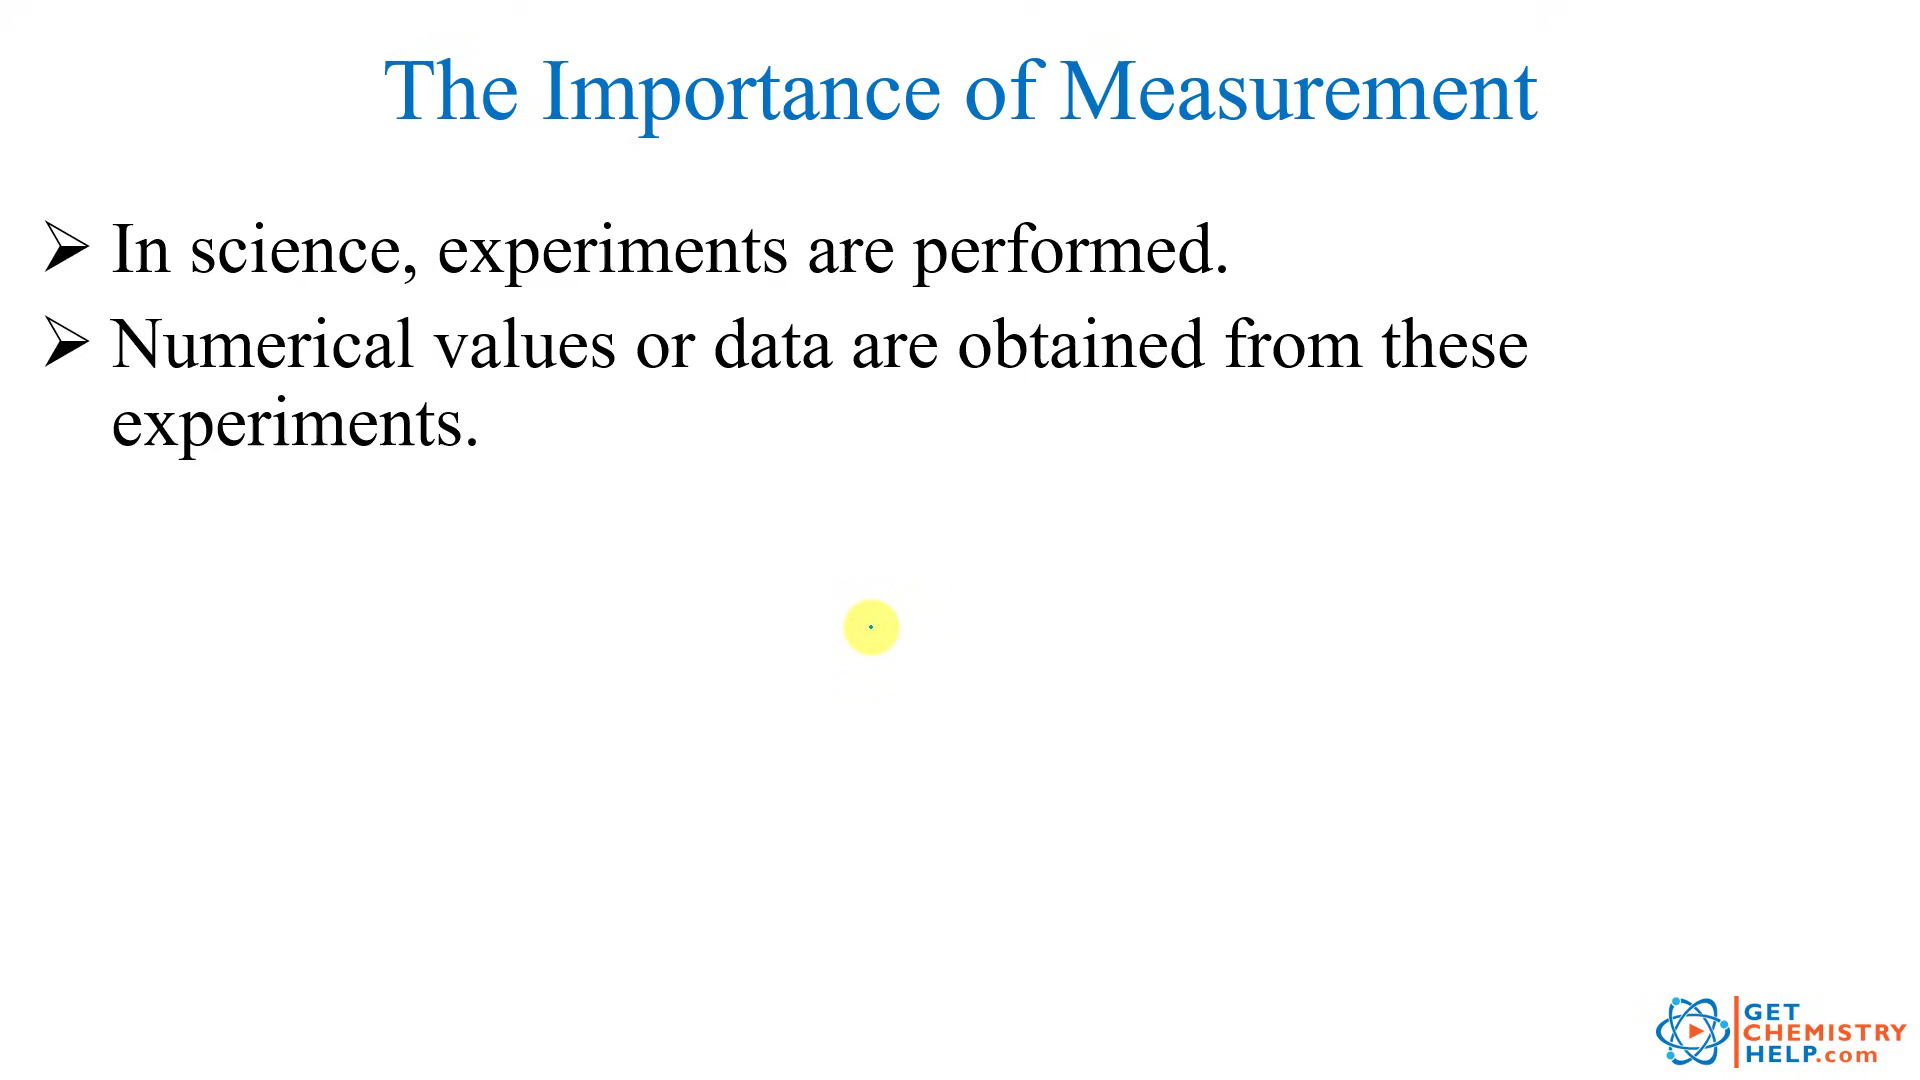 The Importance of Measurement
➢ In science, experiments are performed.
➢ Numerical values or data are obtained from these
experiments.
GET
CHEMISTRY
HELP.com